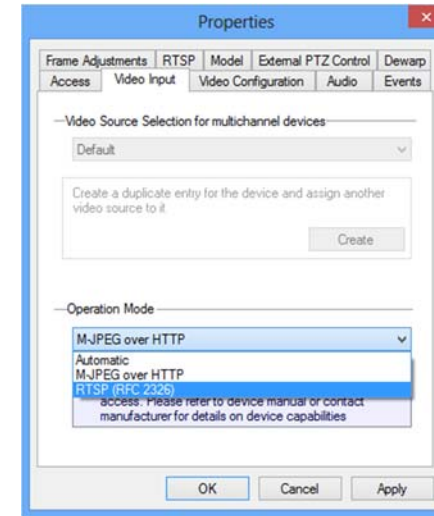 Properties
Frame Adjustments RTSP Model External PTZ Control Dewarp
Access Video Input Video Configuration Audio Events
Video Source Selection for multichannel devices
Default
Create a duplicate entry for the device and assign another
video source to it
Create
Operation Mode
M-JPEG over HTTP
Automatic
M-JPEG over HTTP
RTSP (RFC 2326)
access. Please refer to device manual or contact
manufacturer for details on device capabilities
OK Cancel Apply